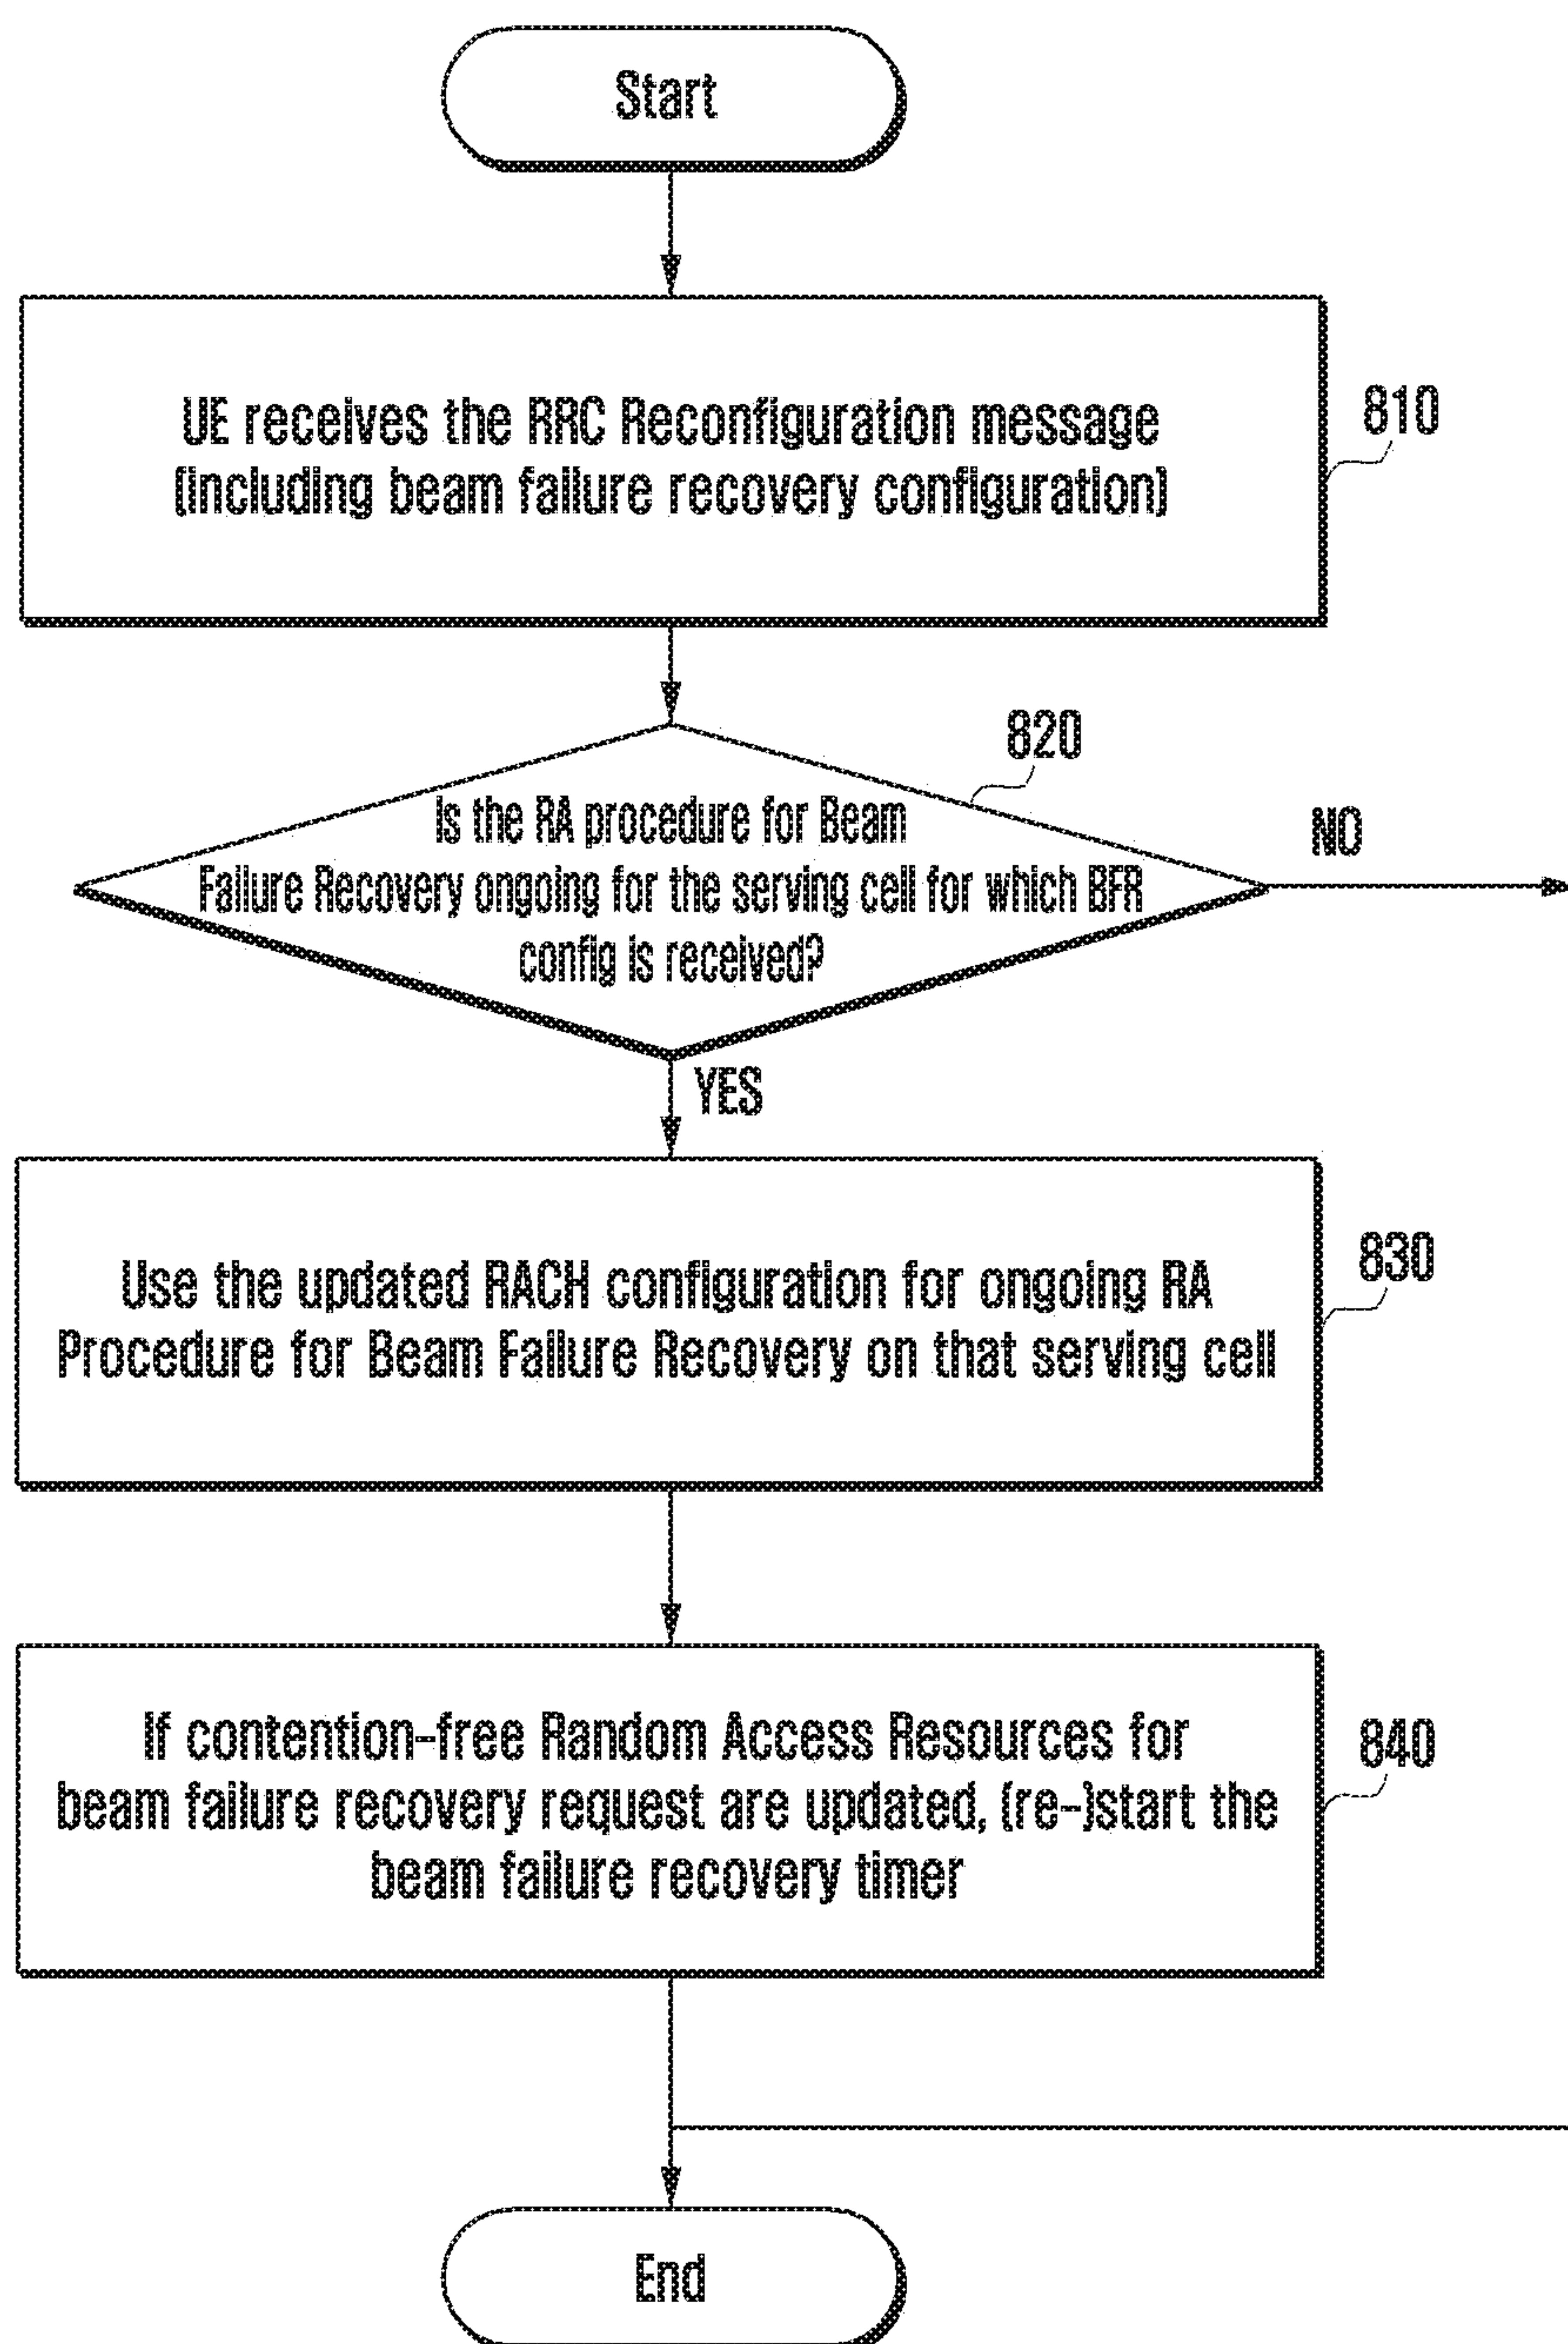 Start
UE receives the RRC Reconfiguration message
(including beam failure recovery configuration)
810
820
Is the RA procedure for Beam
Failure Recovery ongoing for the serving cell for which BFR
config is received?
NO
YES
Use the updated RACH configuration for ongoing RA
Procedure for Beam Failure Recovery on that serving cell
830
If contention-free Random Access Resources for
beam failure recovery request are updated, (re-)start the
beam failure recovery timer
840
End